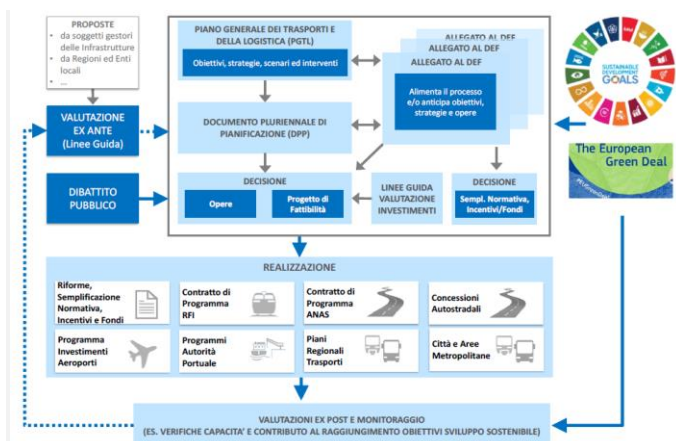 PROPOSTE
• da soggetti gestori
delle Infrastrutture
• da Regioni ed Enti
locali
• ...
VALUTAZIONE
EX ANTE
(Linee Guida)
DIBATTITO
PUBBLICO
PIANO GENERALE DEI TRASPORTI E
DELLA LOGISTICA (PGTL)
Obiettivi, strategie, scenari ed interventi
DOCUMENTO PLURIENNALE DI
PIANIFICAZIONE (DPP)
ALLEGATO AL DEF
ALLEGATO AL DEF
ALLEGATO AL DEF
Alimenta il processo
e/o anticipa obiettivi,
strategie e opere
DECISIONE
Opere
Progetto di
Fattibilità
LINEE GUIDA
VALUTAZIONE
INVESTIMENTI
DECISIONE
Sempl. Normativa,
Incentivi/Fondi
SUSTAINABLE
DEVELOPMENT
GOALS
The European
Green Deal
#EUGreenDeal
REALIZZAZIONE
Riforme,
Semplificazione
Normativa,
Incentivi e Fondi
Contratto di
Programma
RFI
Contratto di
Programma
ANAS
Concessioni
Autostradali
Programma
Investimenti
Aeroporti
Programmi
Autorità
Portuale
Piani
Regionali
Trasporti
Città e Aree
Metropolitane
VALUTAZIONI EX POST E MONITORAGGIO
(ES. VERIFICHE CAPACITA' E CONTRIBUTO AL RAGGIUNGIMENTO OBIETTIVI SVILUPPO SOSTENIBILE)